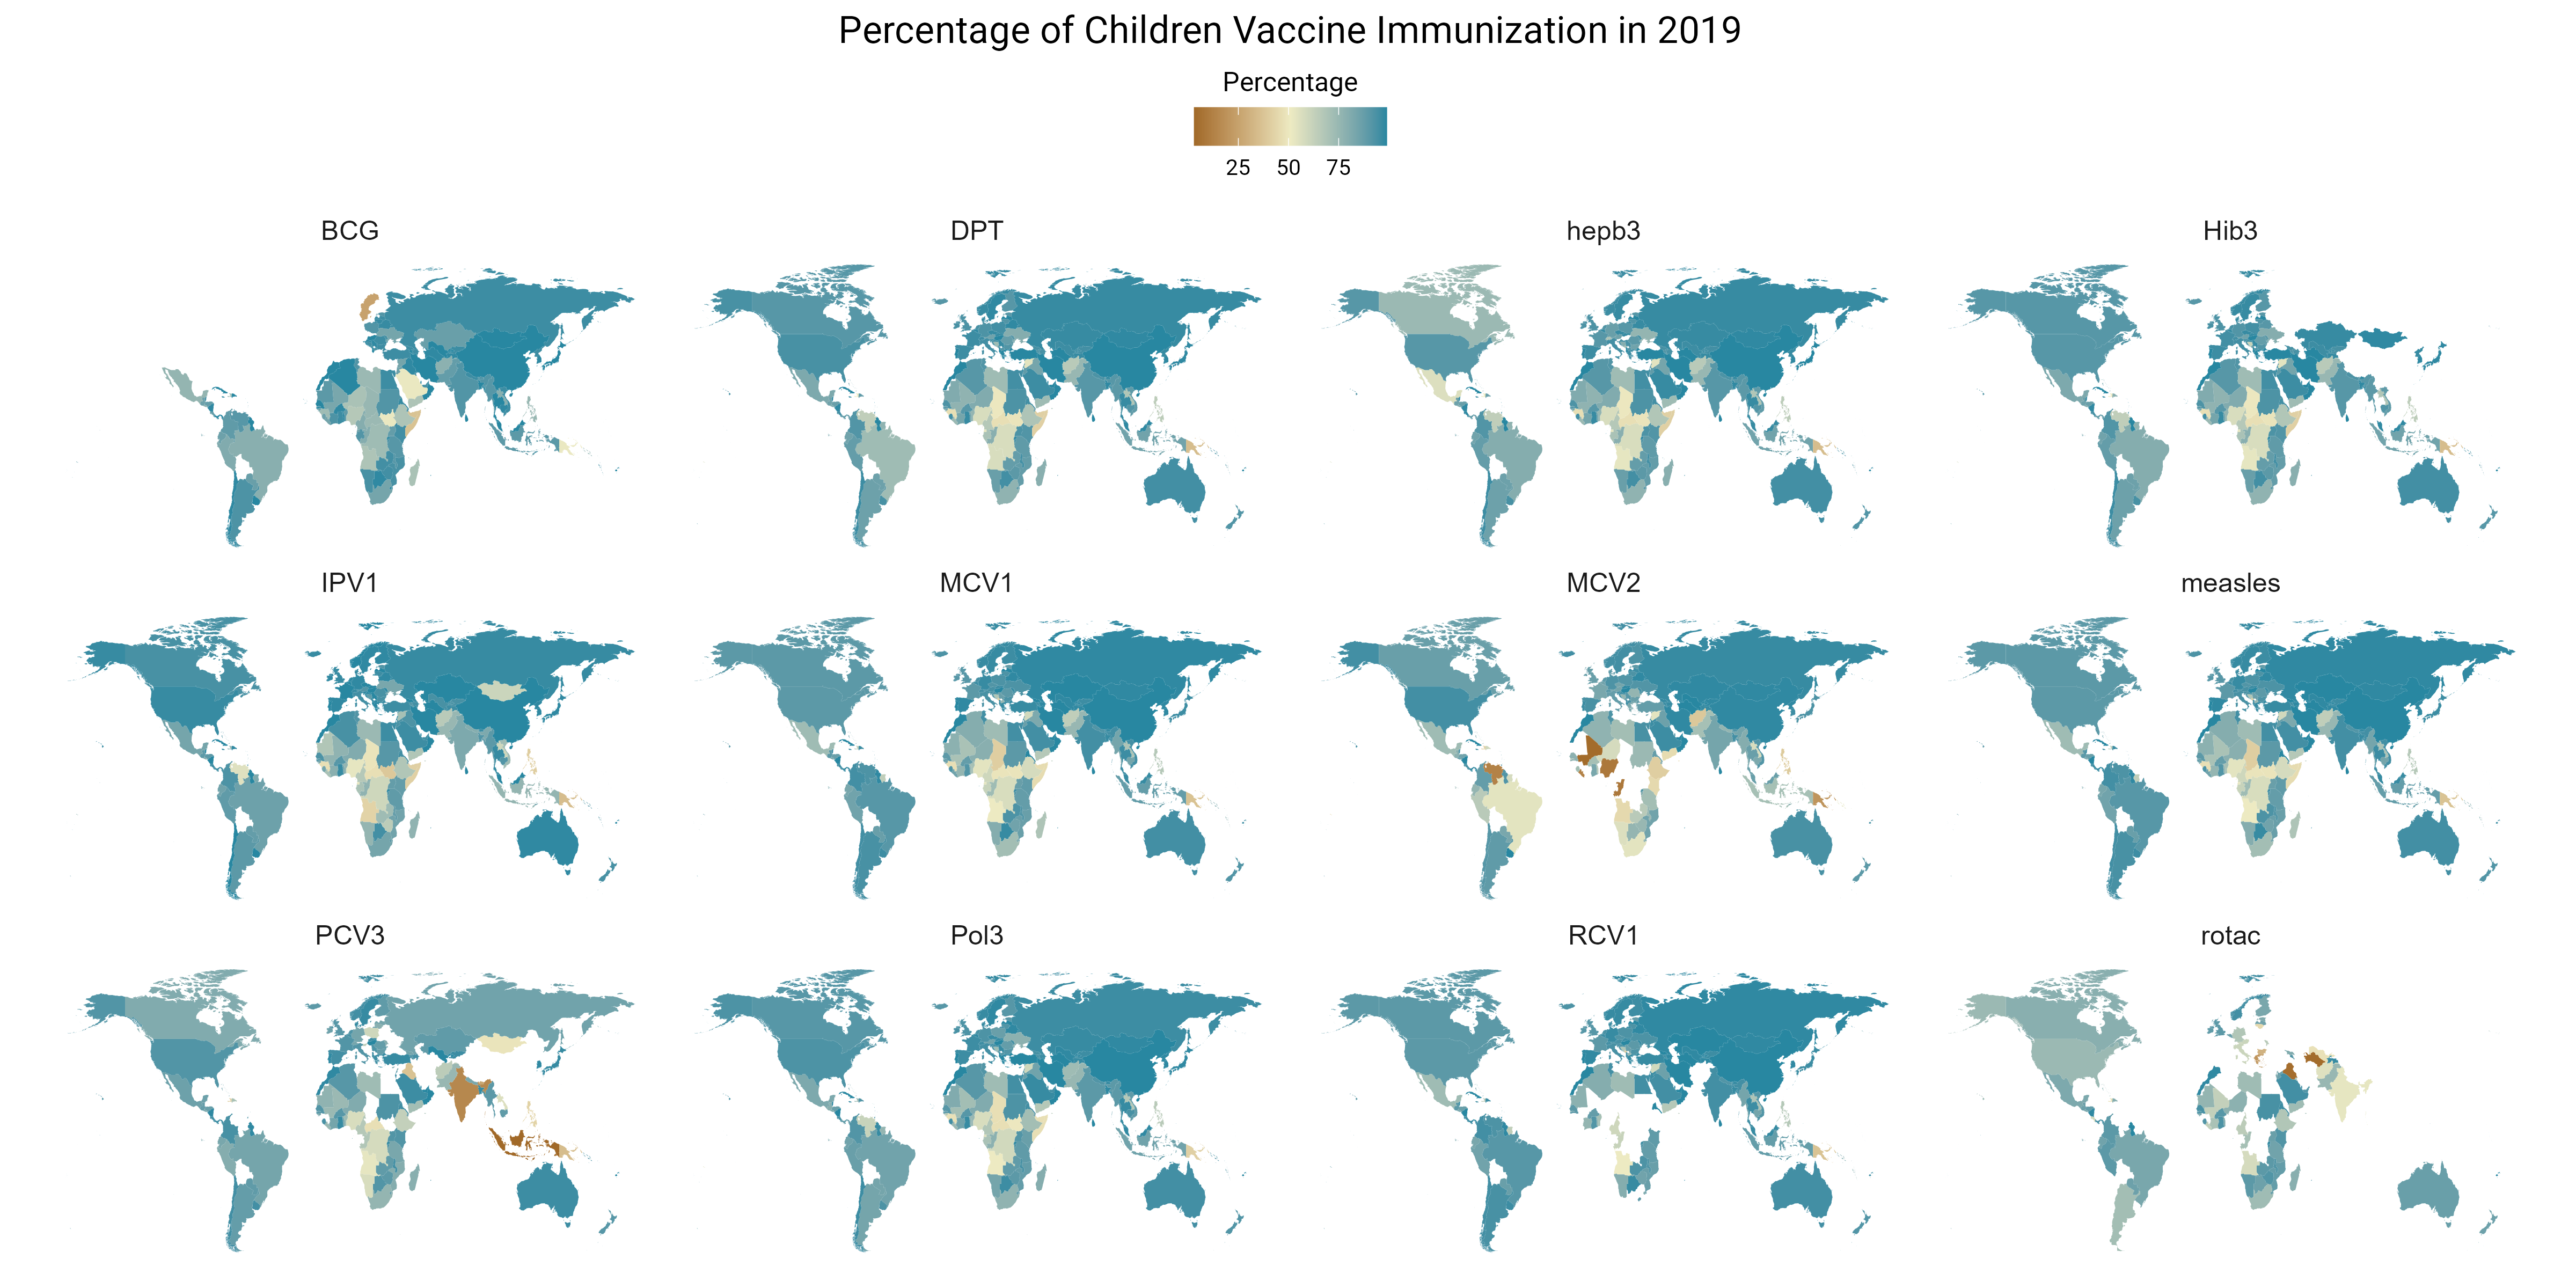 Percentage of Children Vaccine Immunization in 2019
Percentage
25 50 75
BCG DPT hepb3 Hib3
IPV1 MCV1 MCV2 measles
PCV3 Pol3 RCV1 rotac